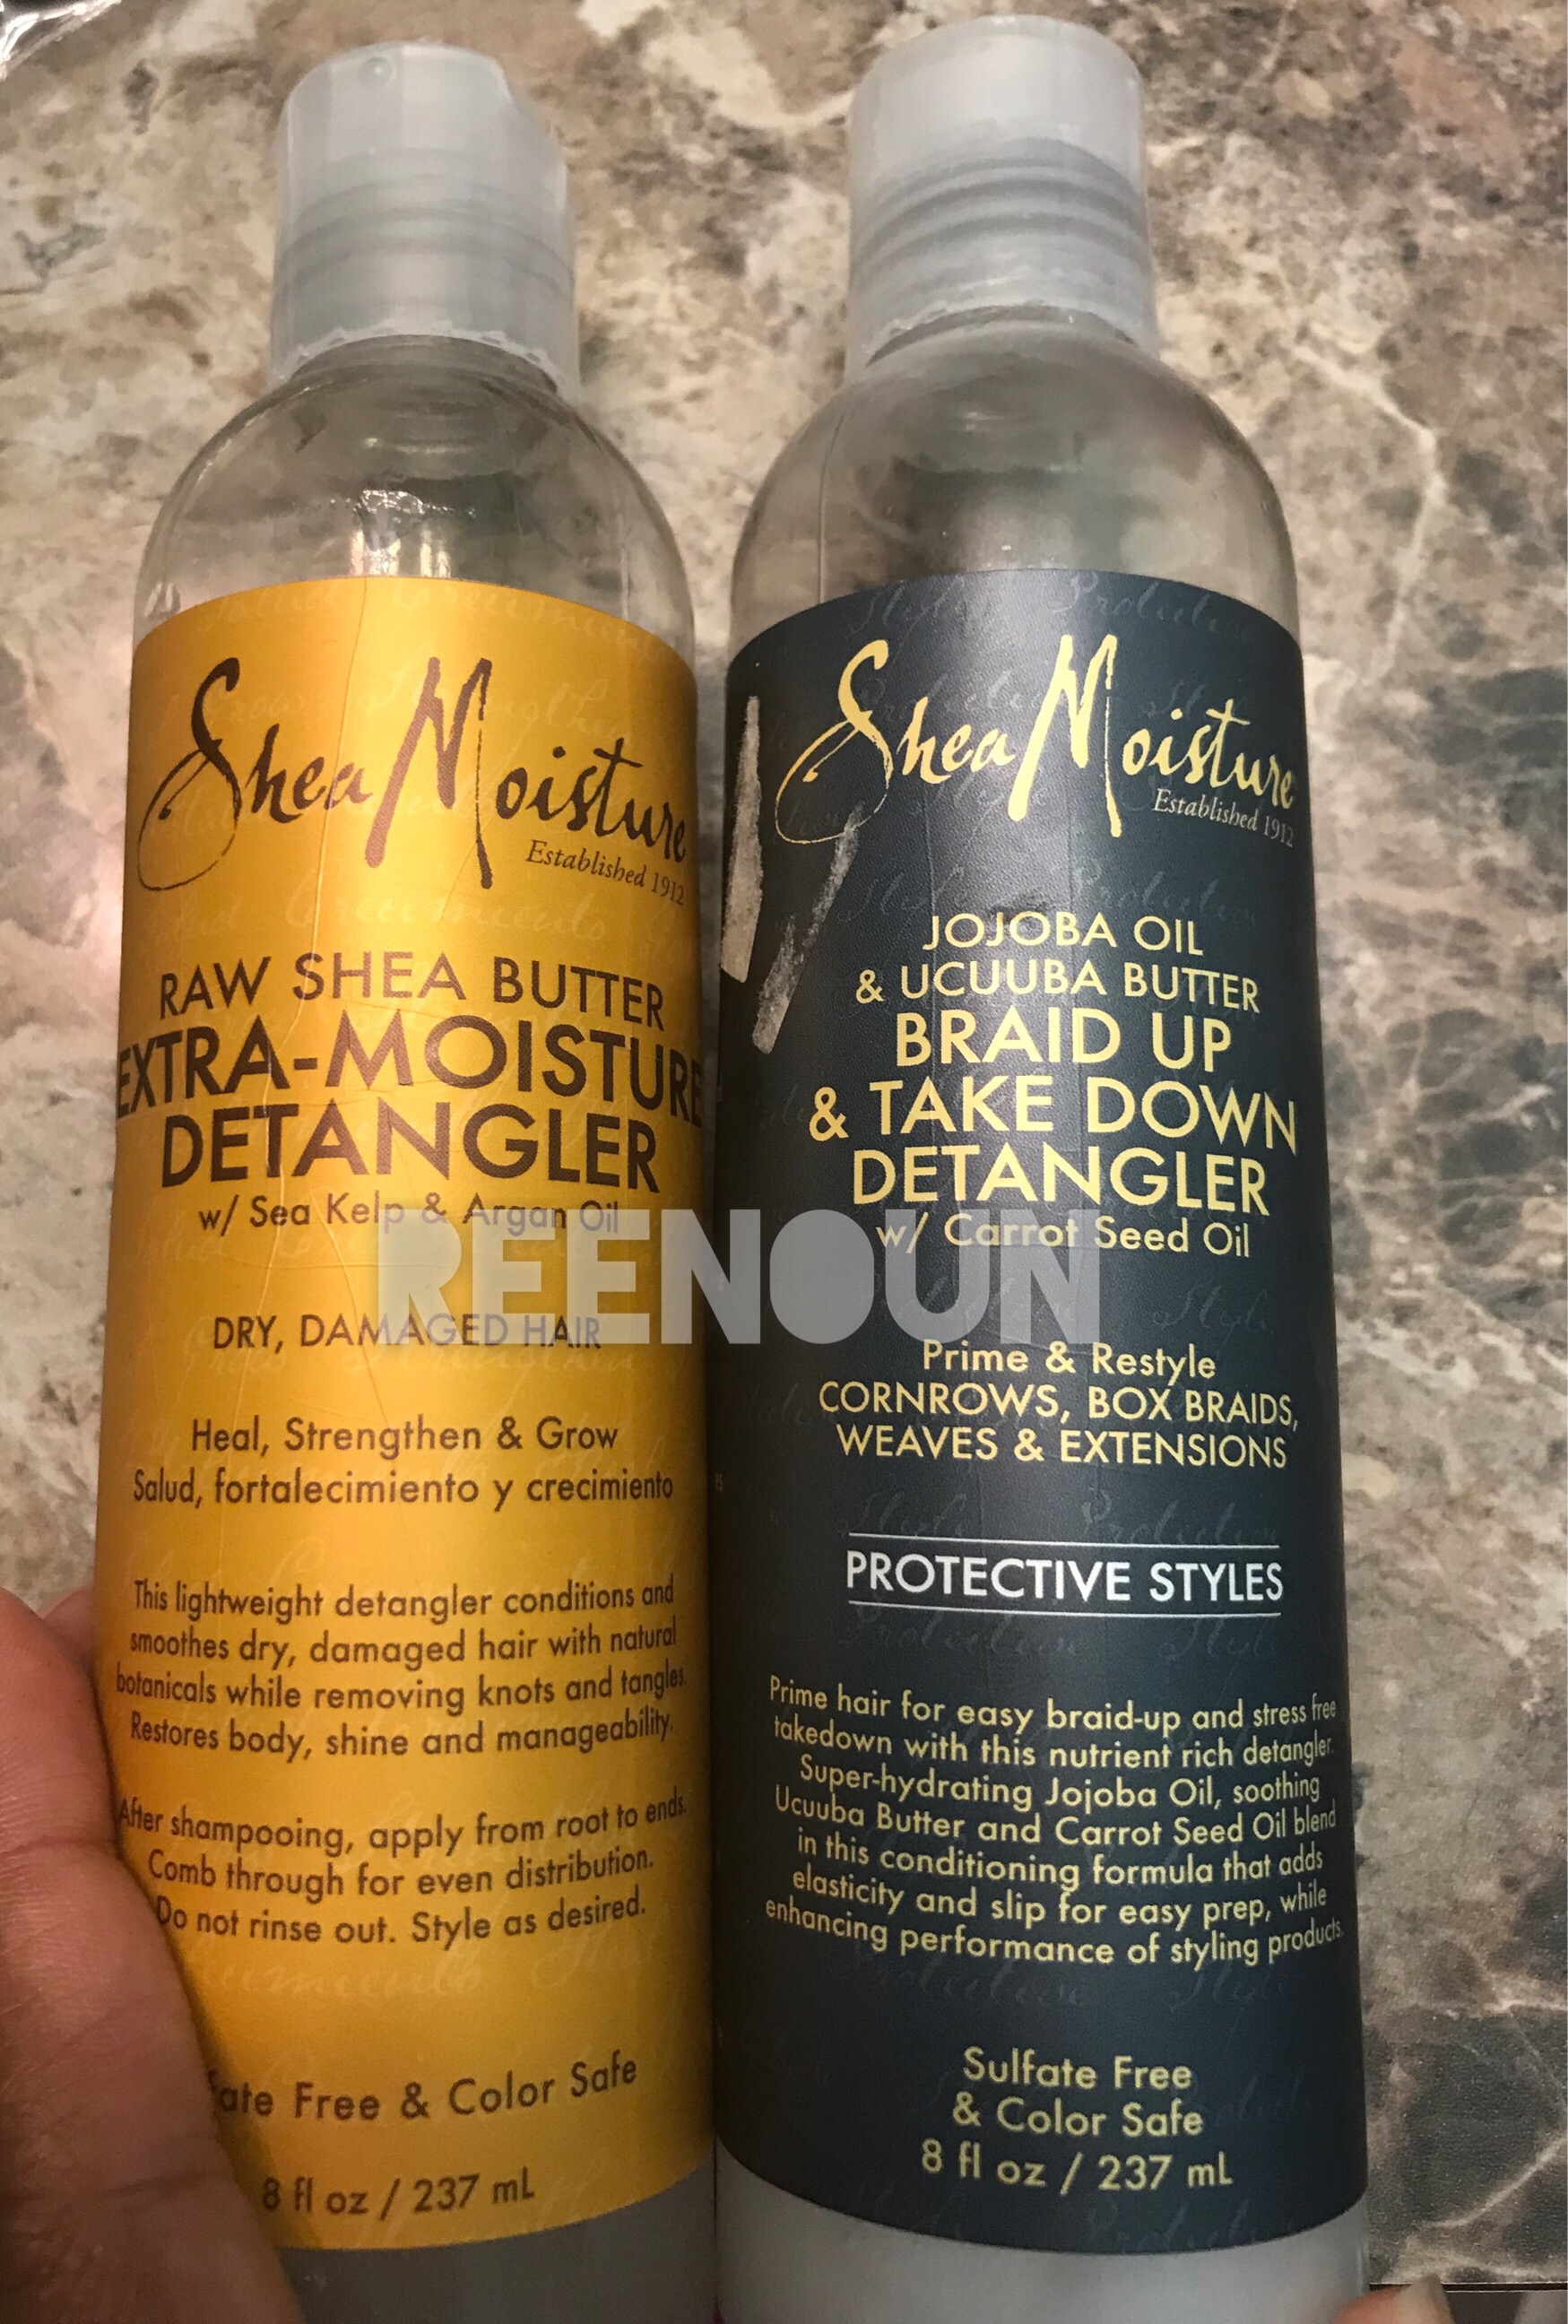 Shea Moisture
Established 1912
RAW SHEA BUTTER
EXTRA-MOISTURE
DETANGLER
w/ Sea Kelp & Argan Oil
DRY, DAMAGED HAIR
Heal, Strengthen & Grow
Salud, fortalecimiento y crecimiento
This lightweight detangler conditions and
smoothes dry, damaged hair with natural
botanicals while removing knots and tangles.
Restores body, shine and manageability.
After shampooing, apply from root to ends.
Comb through for even distribution.
Do not rinse out. Style as desired.
Free & Color Safe
8 fl oz / 237 mL
Shea Moisture
Established 1912
JOJOBA OIL
& UCUUBA BUTTER
BRAID UP
& TAKE DOWN
DETANGLER
w/ Carrot Seed Oil
Prime & Restyle
CORNROWS, BOX BRAIDS,
WEAVES & EXTENSIONS
PROTECTIVE STYLES
Prime hair for easy braid-up and stress free
takedown with this nutrient rich detangler.
Super-hydrating Jojoba Oil, soothing
Ucuuba Butter and Carrot Seed Oil blend
in this conditioning formula that adds
elasticity and slip for easy prep, while
enhancing performance of styling products.
Sulfate Free
& Color Safe
8 fl oz / 237 mL
REENOUN